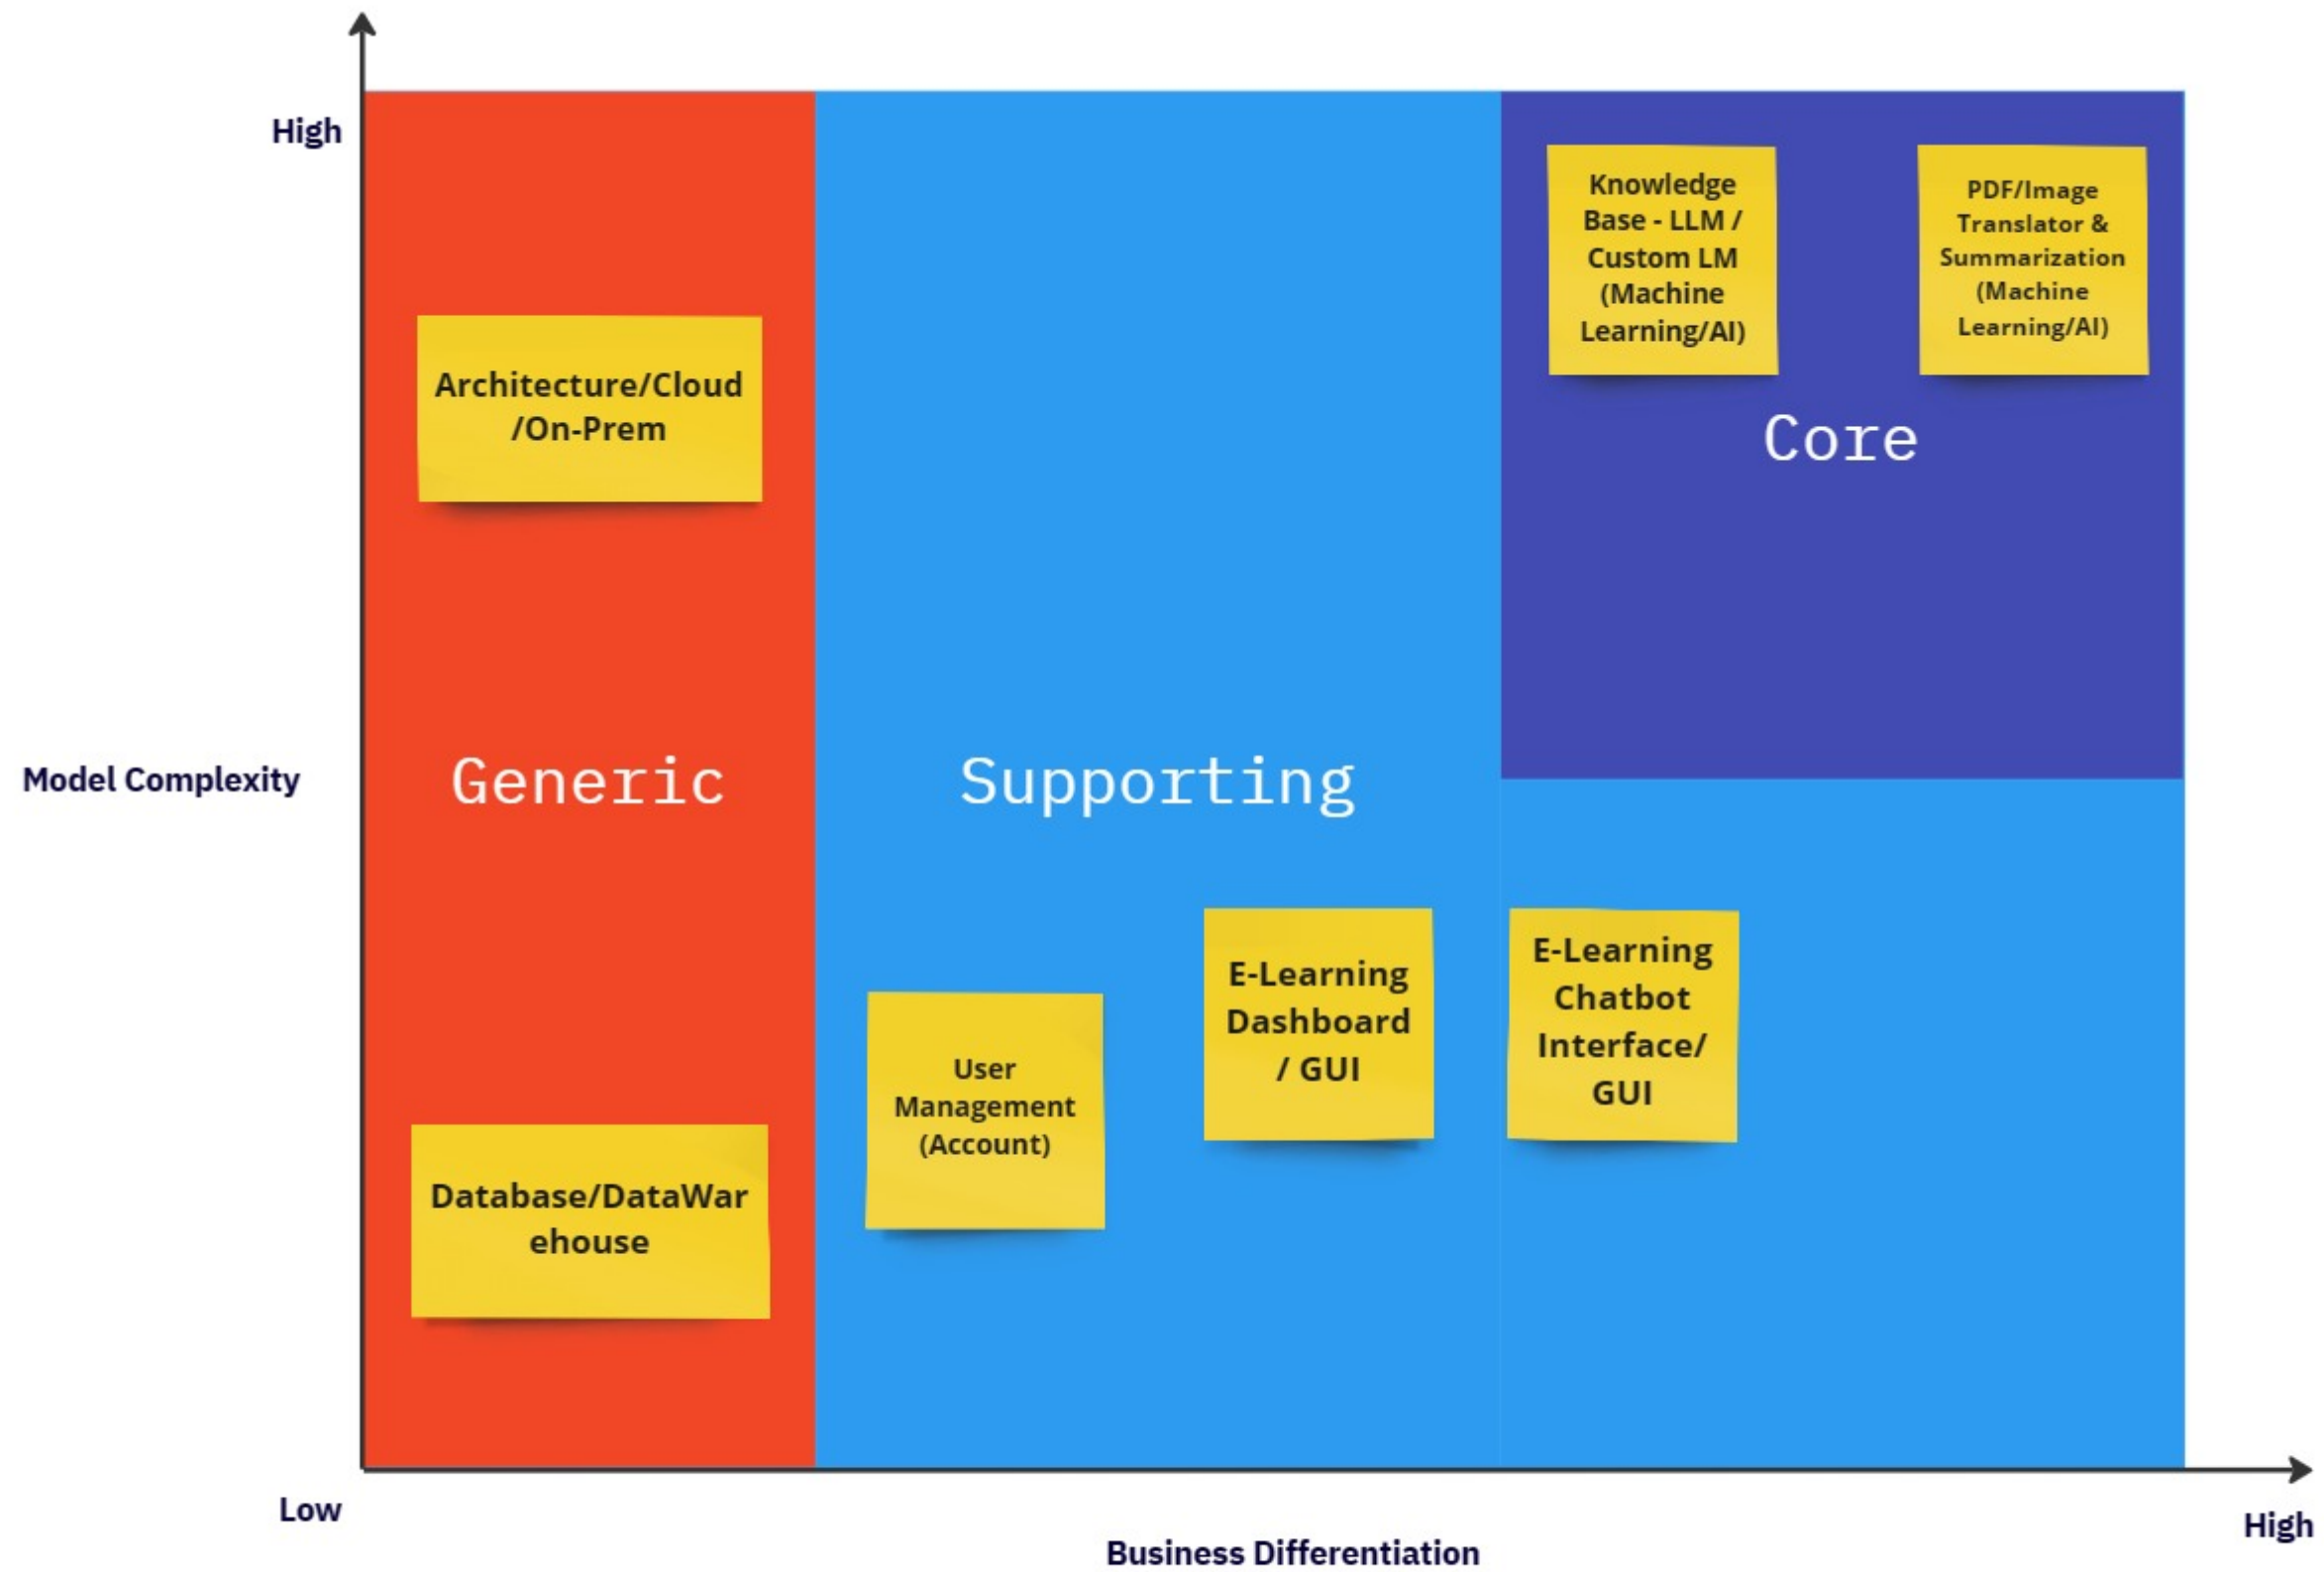 High
Knowledge
Base - LLM /
Custom LM
(Machine
Learning/AI)
PDF/Image
Translator &
Summarization
(Machine
Learning/AI)
Architecture/Cloud
/On-Prem
Core
Model Complexity
Generic
Supporting
User
Management
(Account)
E-Learning
Dashboard
/ GUI
E-Learning
Chatbot
Interface/
GUI
Database/DataWar
ehouse
Low
Business Differentiation
High